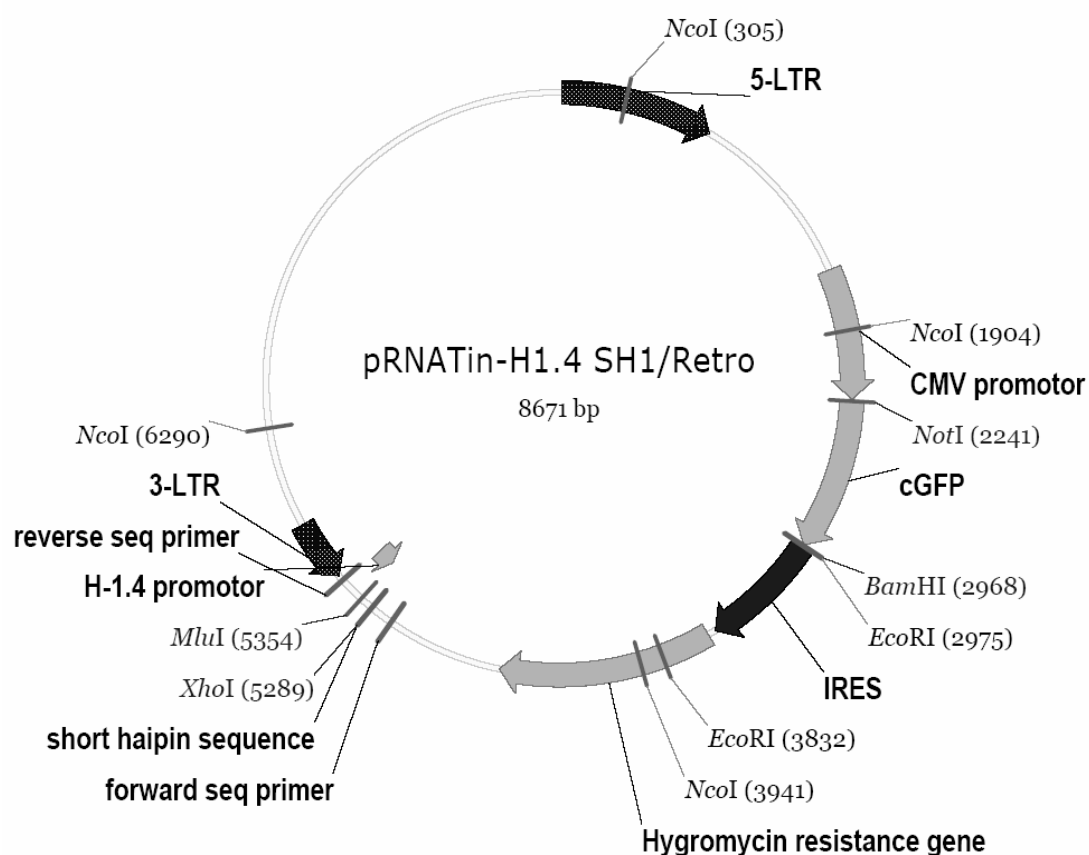 NcoI (305)
5-LTR
NcoI (1904)
CMV promotor
NotI (2241)
cGFP
BamHI (2968)
EcoRI (2975)
IRES
EcoRI (3832)
NcoI (3941)
Hygromycin resistance gene
pRNATin-H1.4 SH1/Retro
8671 bp
NcoI (6290)
3-LTR
reverse seq primer
H-1.4 promotor
MluI (5354)
XhoI (5289)
short haipin sequence
forward seq primer